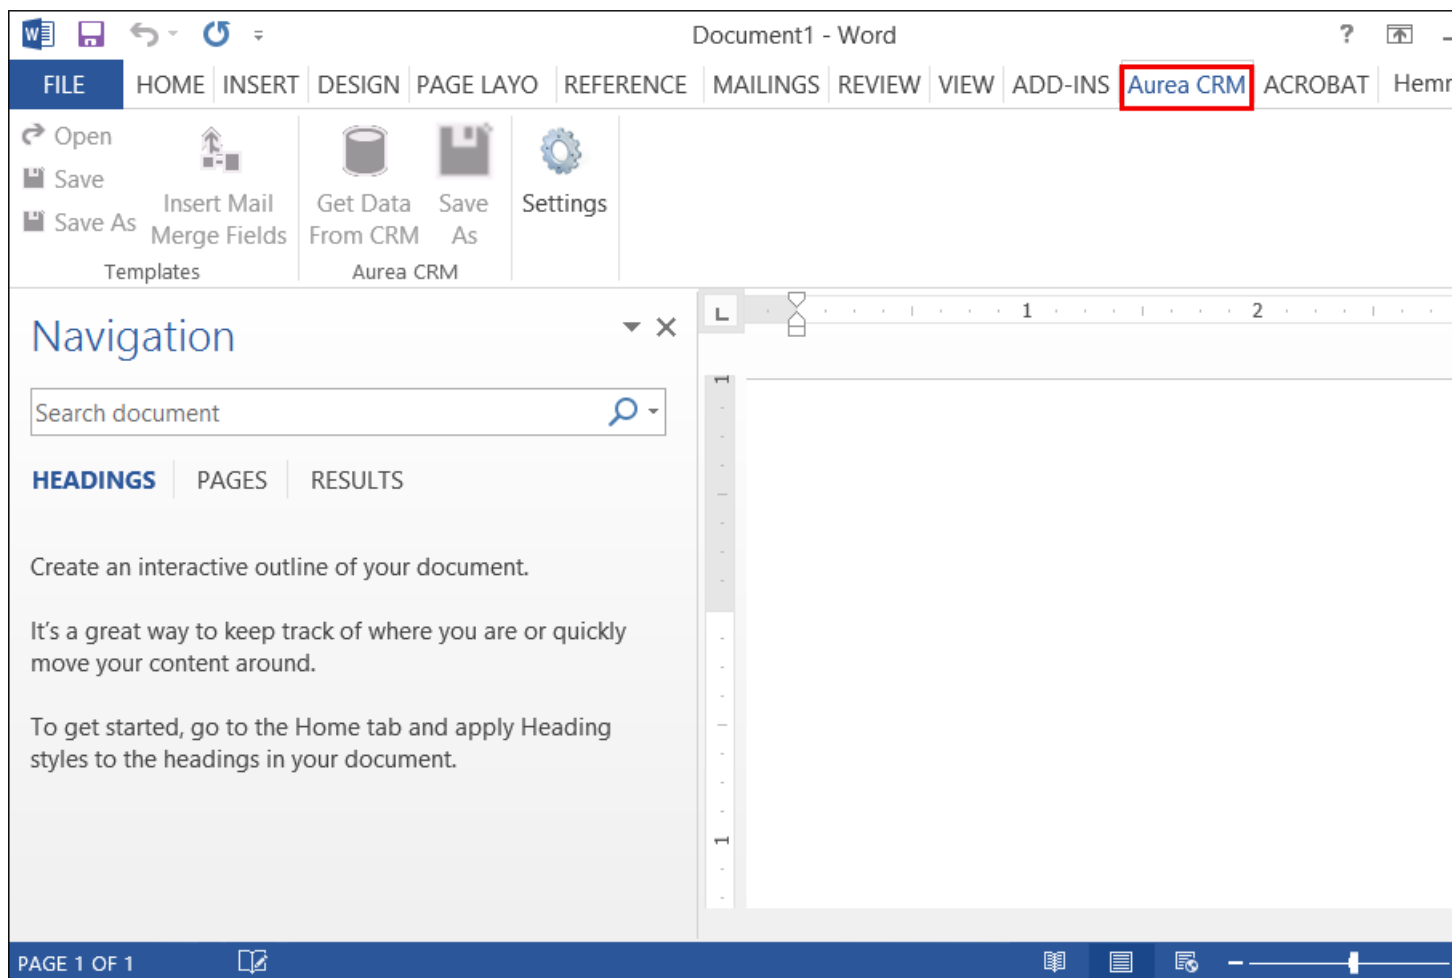 Document1 - Word ?
FILE HOME INSERT DESIGN PAGE LAYO REFERENCE MAILINGS REVIEW VIEW ADD-INS Aurea CRM ACROBAT
Open
Save
Save As
Insert Mail
Merge Fields
Templates
Get Data
From CRM
Save
As
Aurea CRM
Settings
Navigation
Search document
HEADINGS PAGES RESULTS
Create an interactive outline of your document.
It's a great way to keep track of where you are or quickly
move your content around.
To get started, go to the Home tab and apply Heading
styles to the headings in your document.
L 1 2
1
1
PAGE 1 OF 1